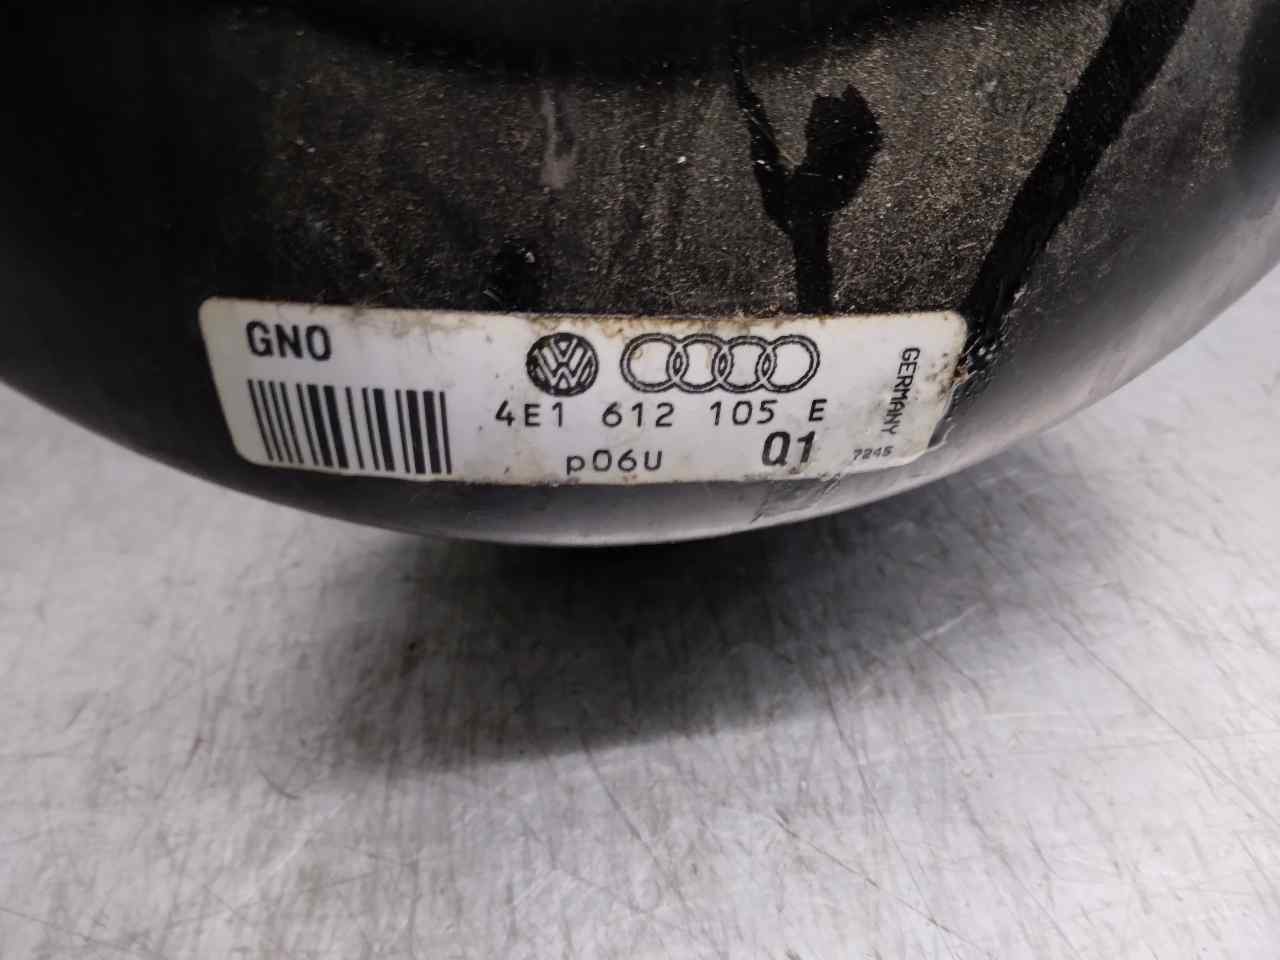 GNO
4E1 612 105 E
p06U Q1 7245
GERMANY